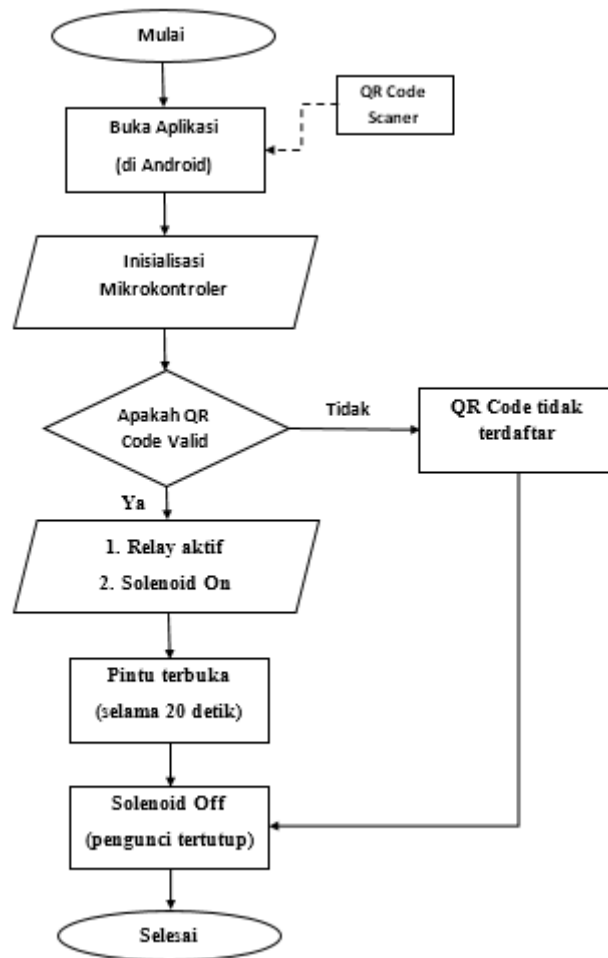 Mulai
QR Code
Scaner
Buka Aplikasi
(di Android)
Inisialisasi
Mikrokontroler
Apakah QR
Code Valid
Tidak
QR Code tidak
terdaftar
Ya
1. Relay aktif
2. Solenoid On
Pintu terbuka
(selama 20 detik)
Solenoid Off
(pengunci tertutup)
Selesai